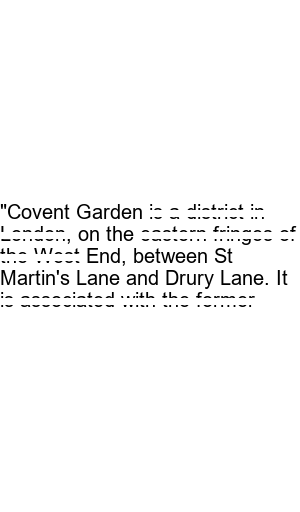 "Covent Garden is a district in
London, on the eastern fringes of
the West End, between St
Martin's Lane and Drury Lane. It
is associated with the former